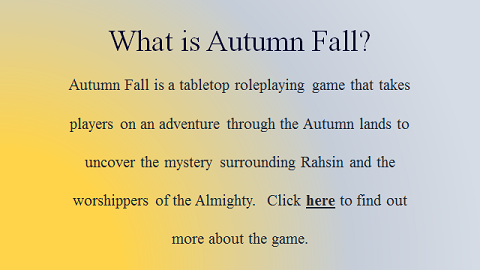 What is Autumn Fall?
Autumn Fall is a tabletop roleplaying game that takes
players on an adventure through the Autumn lands to
uncover the mystery surrounding Rahsin and the
worshippers of the Almighty. Click here to find out
more about the game.